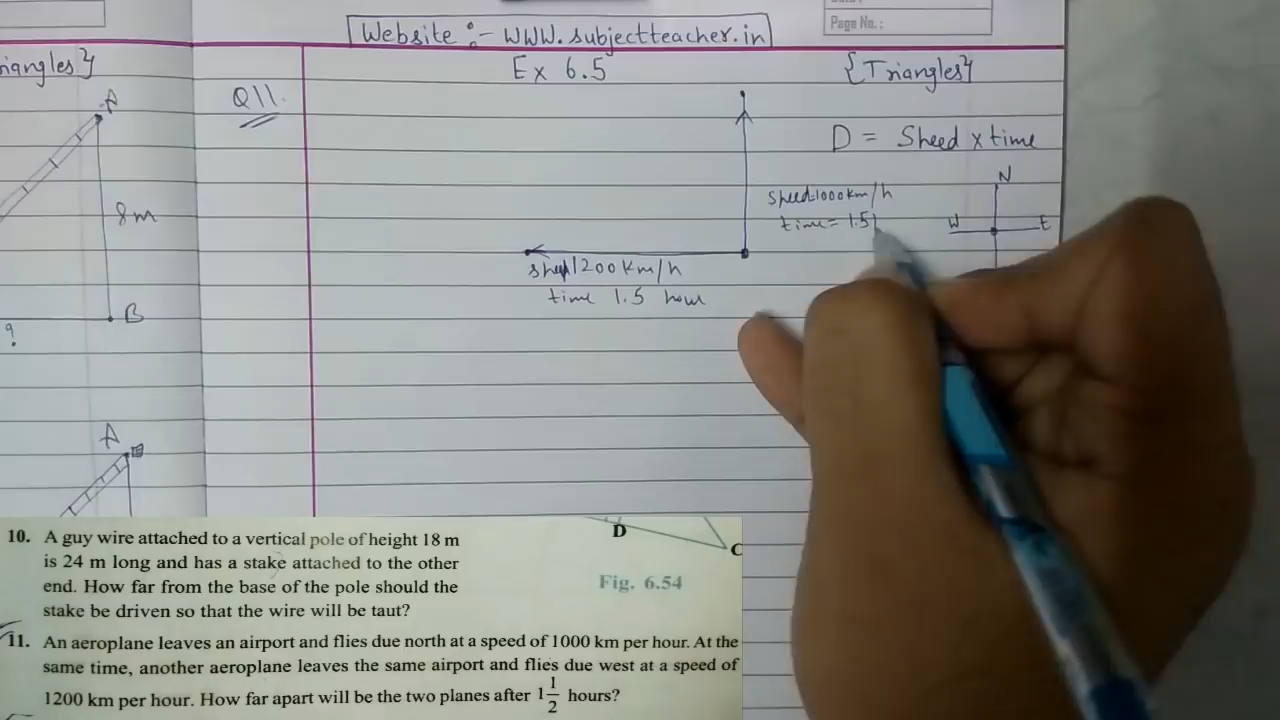 Page No.:
Website :- WWW.subjectteacher.in
iangles}
Q11.
Ex 6.5
{Triangles}
A
8m
B
?
D = Sheed x time
N
W
E
Speed=1000km/h
time= 1.5
1200 Km/h
time 1.5 hour
A
D
C
Fig. 6.54
10. A guy wire attached to a vertical pole of height 18 m
is 24 m long and has a stake attached to the other
end. How far from the base of the pole should the
stake be driven so that the wire will be taut?
11. An aeroplane leaves an airport and flies due north at a speed of 1000 km per hour. At the
same time, another aeroplane leaves the same airport and flies due west at a speed of
1200 km per hour. How far apart will be the two planes after 1 1/2 hours?